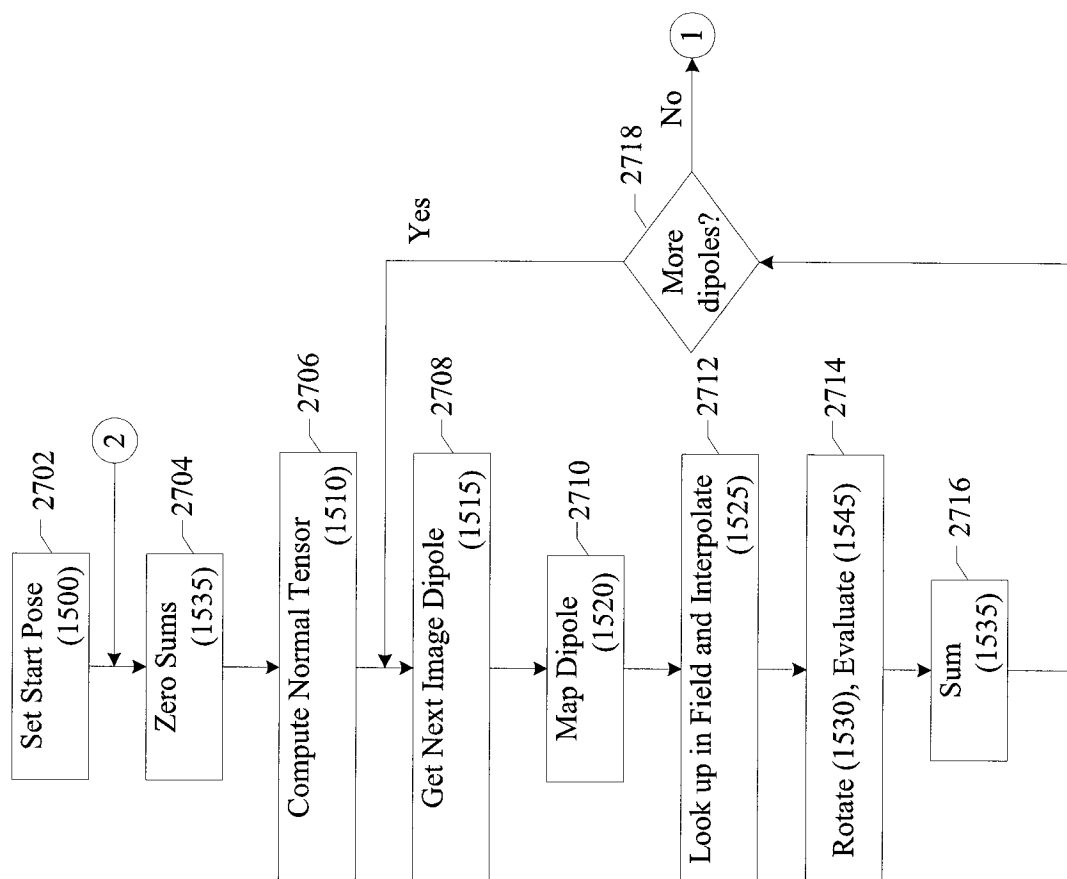 2702
Set Start Pose
(1500)
2
2704
Zero Sums
(1535)
2706
Compute Normal Tensor
(1510)
Yes
2708
Get Next Image Dipole
(1515)
2710
Map Dipole
(1520)
2712
Look up in Field and Interpolate
(1525)
2714
Rotate (1530), Evaluate (1545)
2716
Sum
(1535)
2718
More
dipoles?
No
1